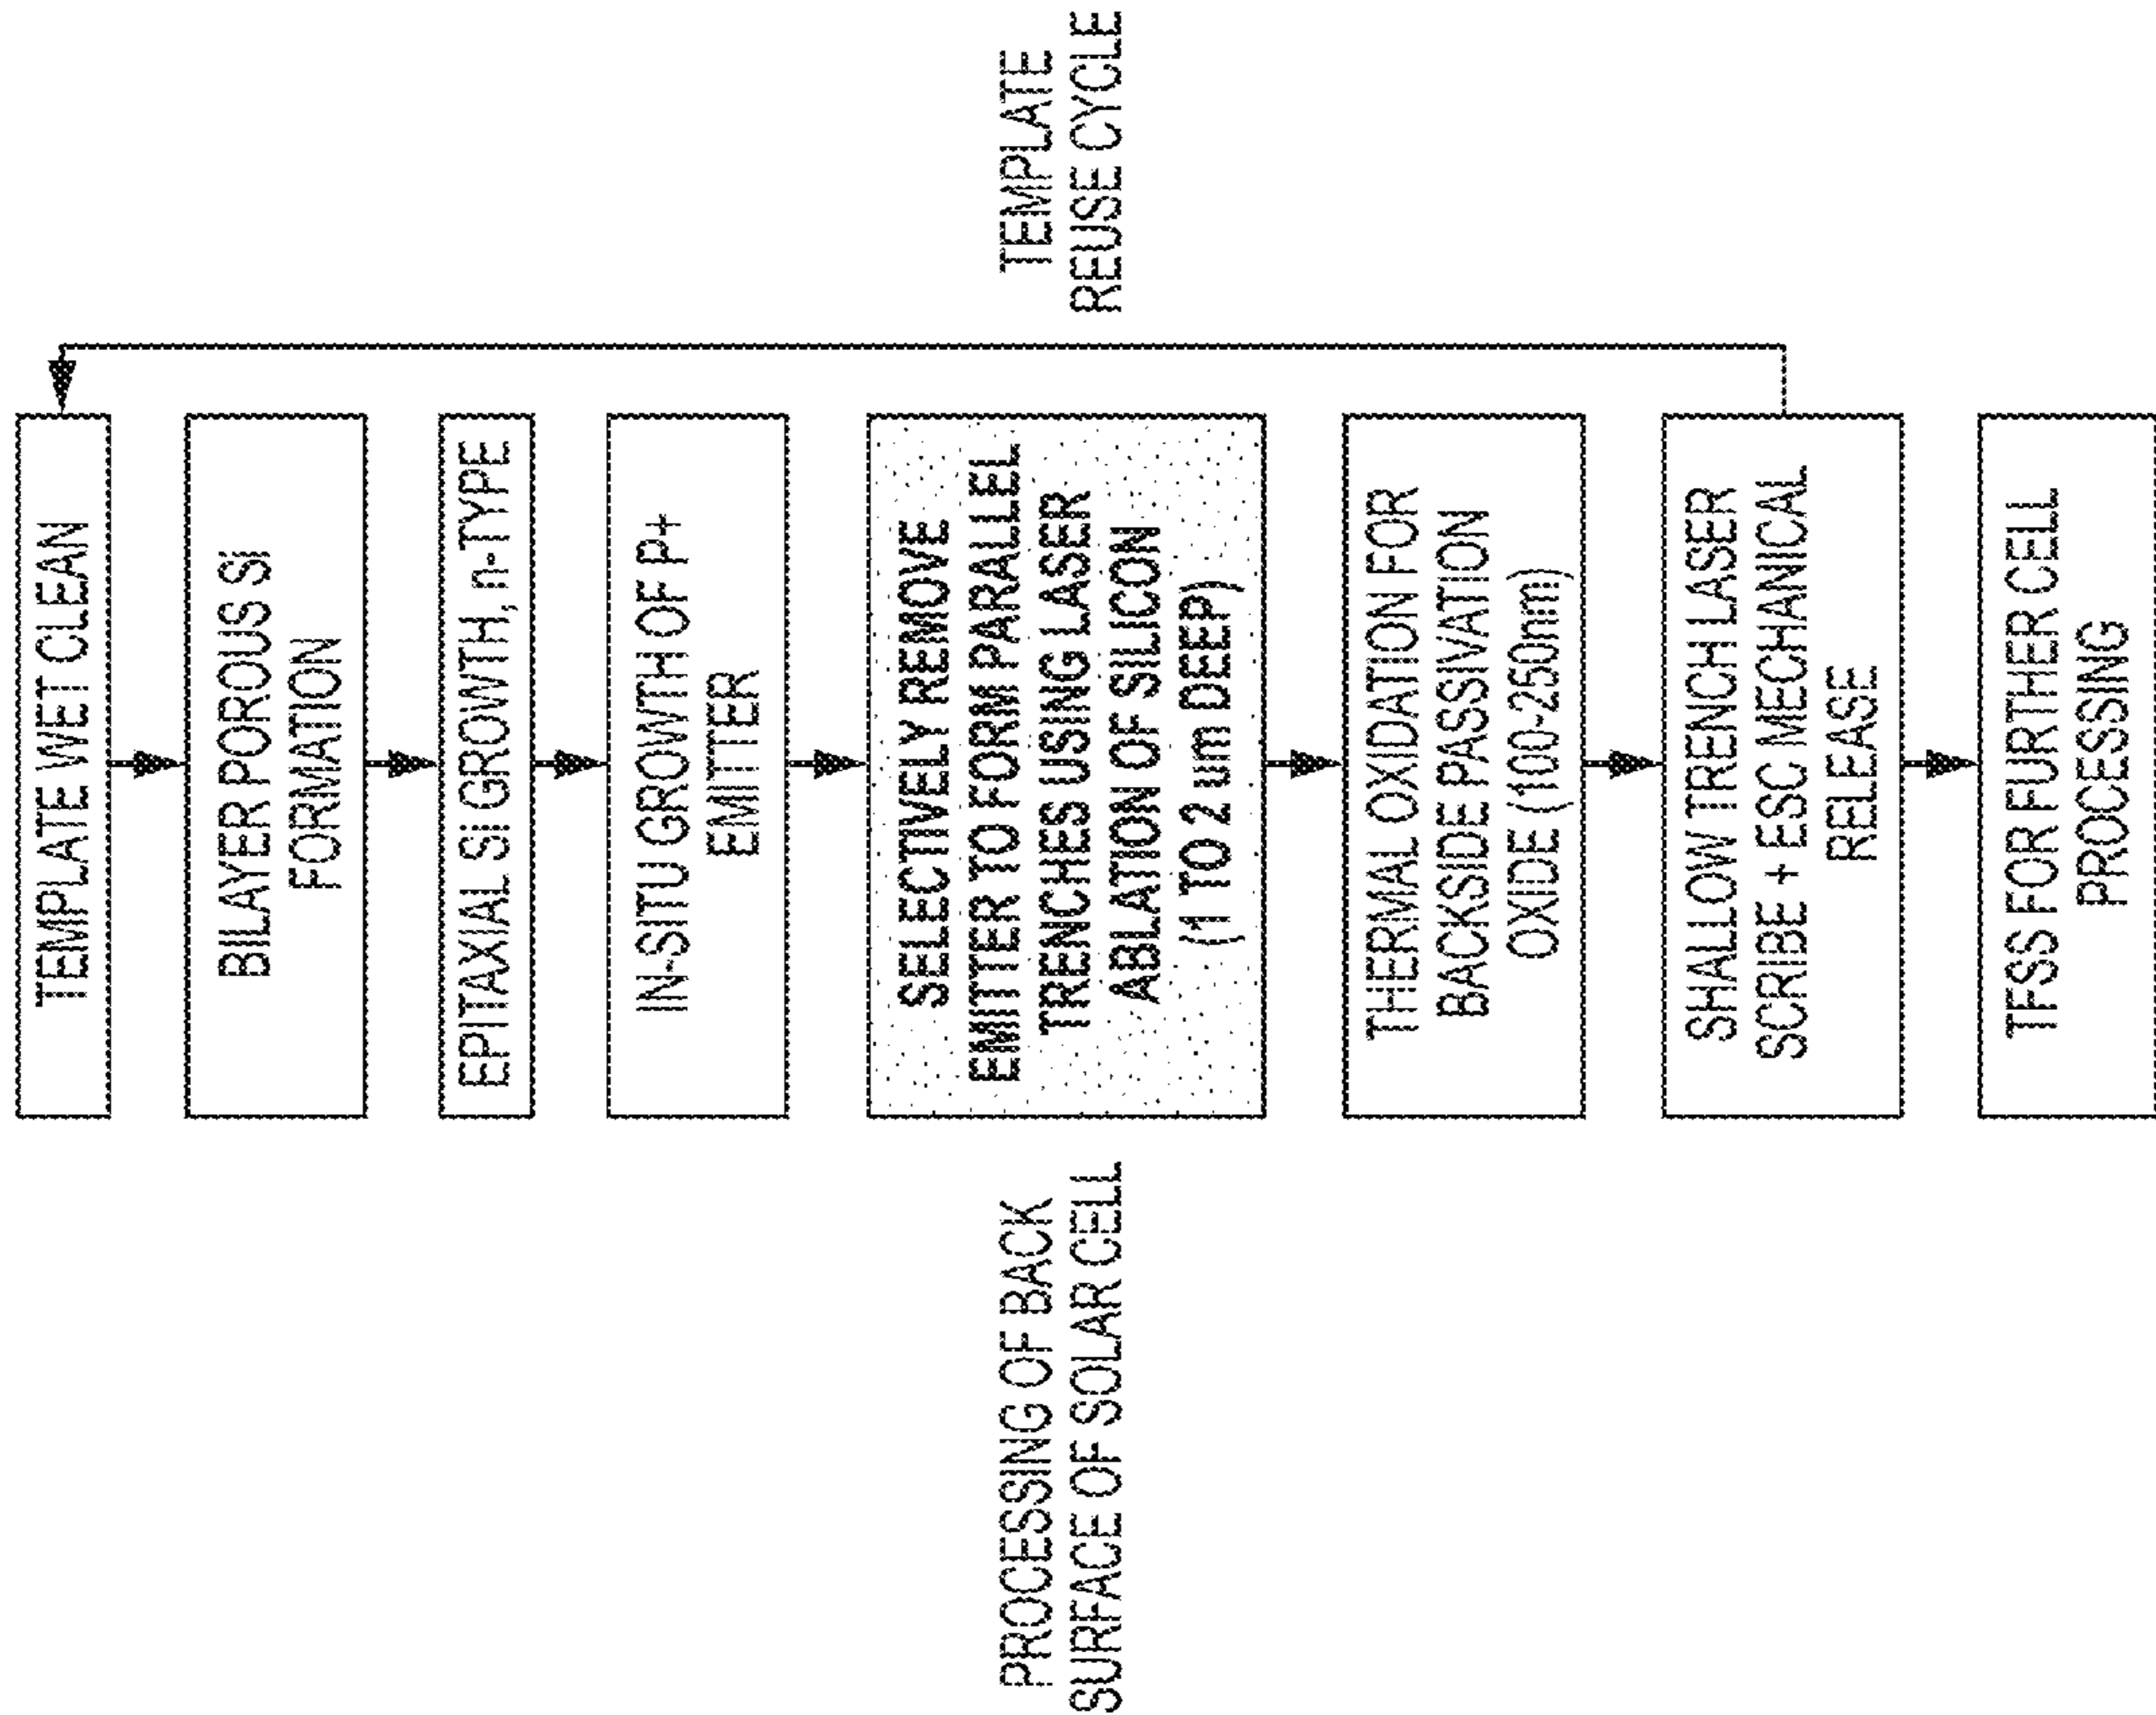 TEMPLATE WET CLEAN
BILAYER POROUS Si
FORMATION
EPITAXIAL Si GROWTH, n-TYPE
IN-SITU GROWTH OF P+
EMITTER
SELECTIVELY REMOVE
EMITTER TO FORM PARALLEL
TRENCHES USING LASER
ABLATION OF SILICON
(1 TO 2 um DEEP)
THERMAL OXIDATION FOR
BACKSIDE PASSIVATION
OXIDE (100-250nm)
SHALLOW TRENCH LASER
SCRIBE + ESC MECHANICAL
RELEASE
TFSS FOR FURTHER CELL
PROCESSING
PROCESSING OF BACK
SURFACE OF SOLAR CELL
TEMPLATE
REUSE CYCLE